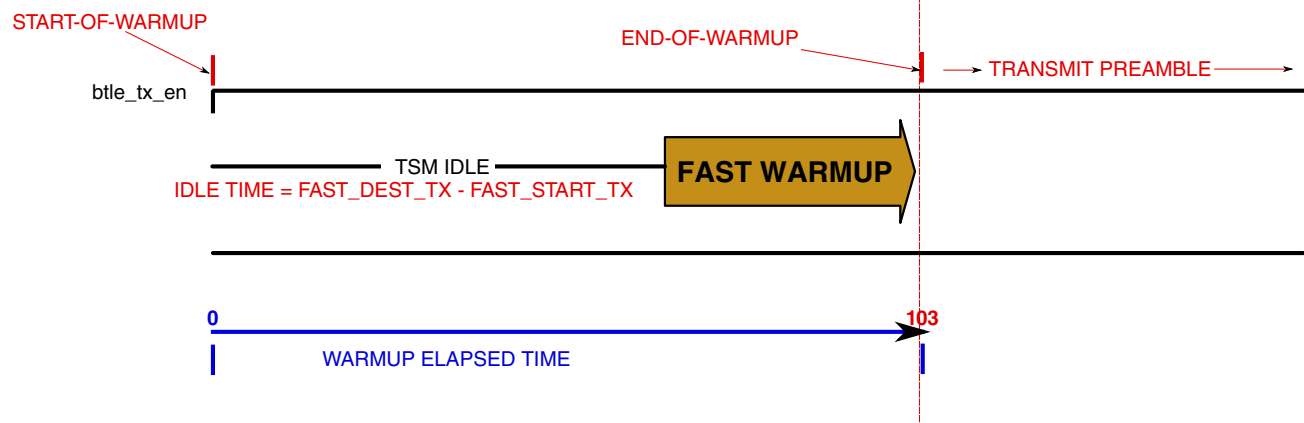 START-OF-WARMUP
END-OF-WARMUP
TRANSMIT PREAMBLE
btle_tx_en
TSM IDLE
FAST WARMUP
IDLE TIME = FAST_DEST_TX - FAST_START_TX
0
103
WARMUP ELAPSED TIME